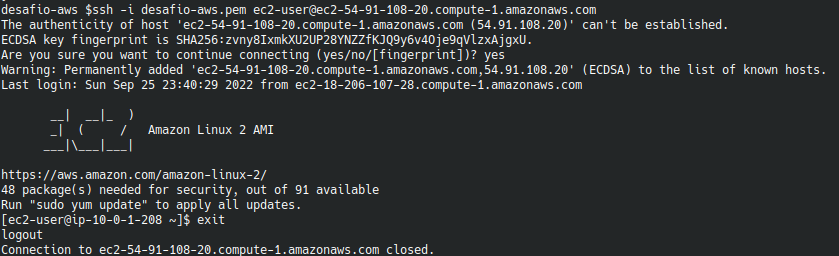 desafio-aws $ssh -i desafio-aws.pem ec2-user@ec2-54-91-108-20.compute-1.amazonaws.com
The authenticity of host 'ec2-54-91-108-20.compute-1.amazonaws.com (54.91.108.20)' can't be established.
ECDSA key fingerprint is SHA256:zvny8IxmkXU2UP28YNZZfKJQ9y6v4Oje9qVlzxAjgxU.
Are you sure you want to continue connecting (yes/no/[fingerprint])? yes
Warning: Permanently added 'ec2-54-91-108-20.compute-1.amazonaws.com,54.91.108.20' (ECDSA) to the list of known hosts.
Last login: Sun Sep 25 23:40:29 2022 from ec2-18-206-107-28.compute-1.amazonaws.com

       __|  __|_  )
       _|  (     /   Amazon Linux 2 AMI
      ___|\___|___|

https://aws.amazon.com/amazon-linux-2/
48 package(s) needed for security, out of 91 available
Run "sudo yum update" to apply all updates.
[ec2-user@ip-10-0-1-208 ~]$ exit
logout
Connection to ec2-54-91-108-20.compute-1.amazonaws.com closed.